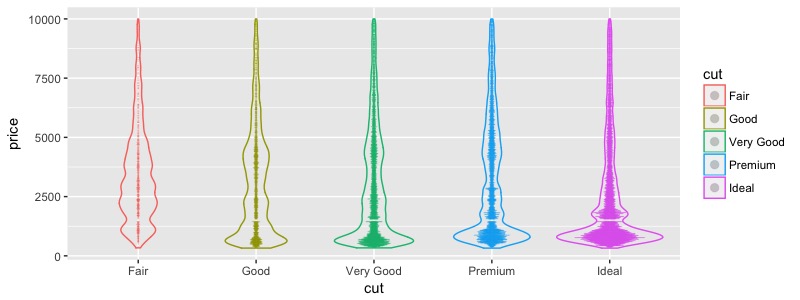 10000
7500
5000
2500
0
price
Fair
Good
Very Good
Premium
Ideal
cut
cut
Fair
Good
Very Good
Premium
Ideal